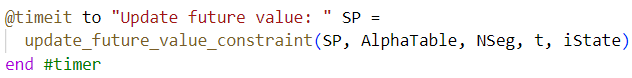 @timeit to "Update future value: " SP =
update_future_value_constraint(SP, AlphaTable, NSeg, t, iState)
end #timer